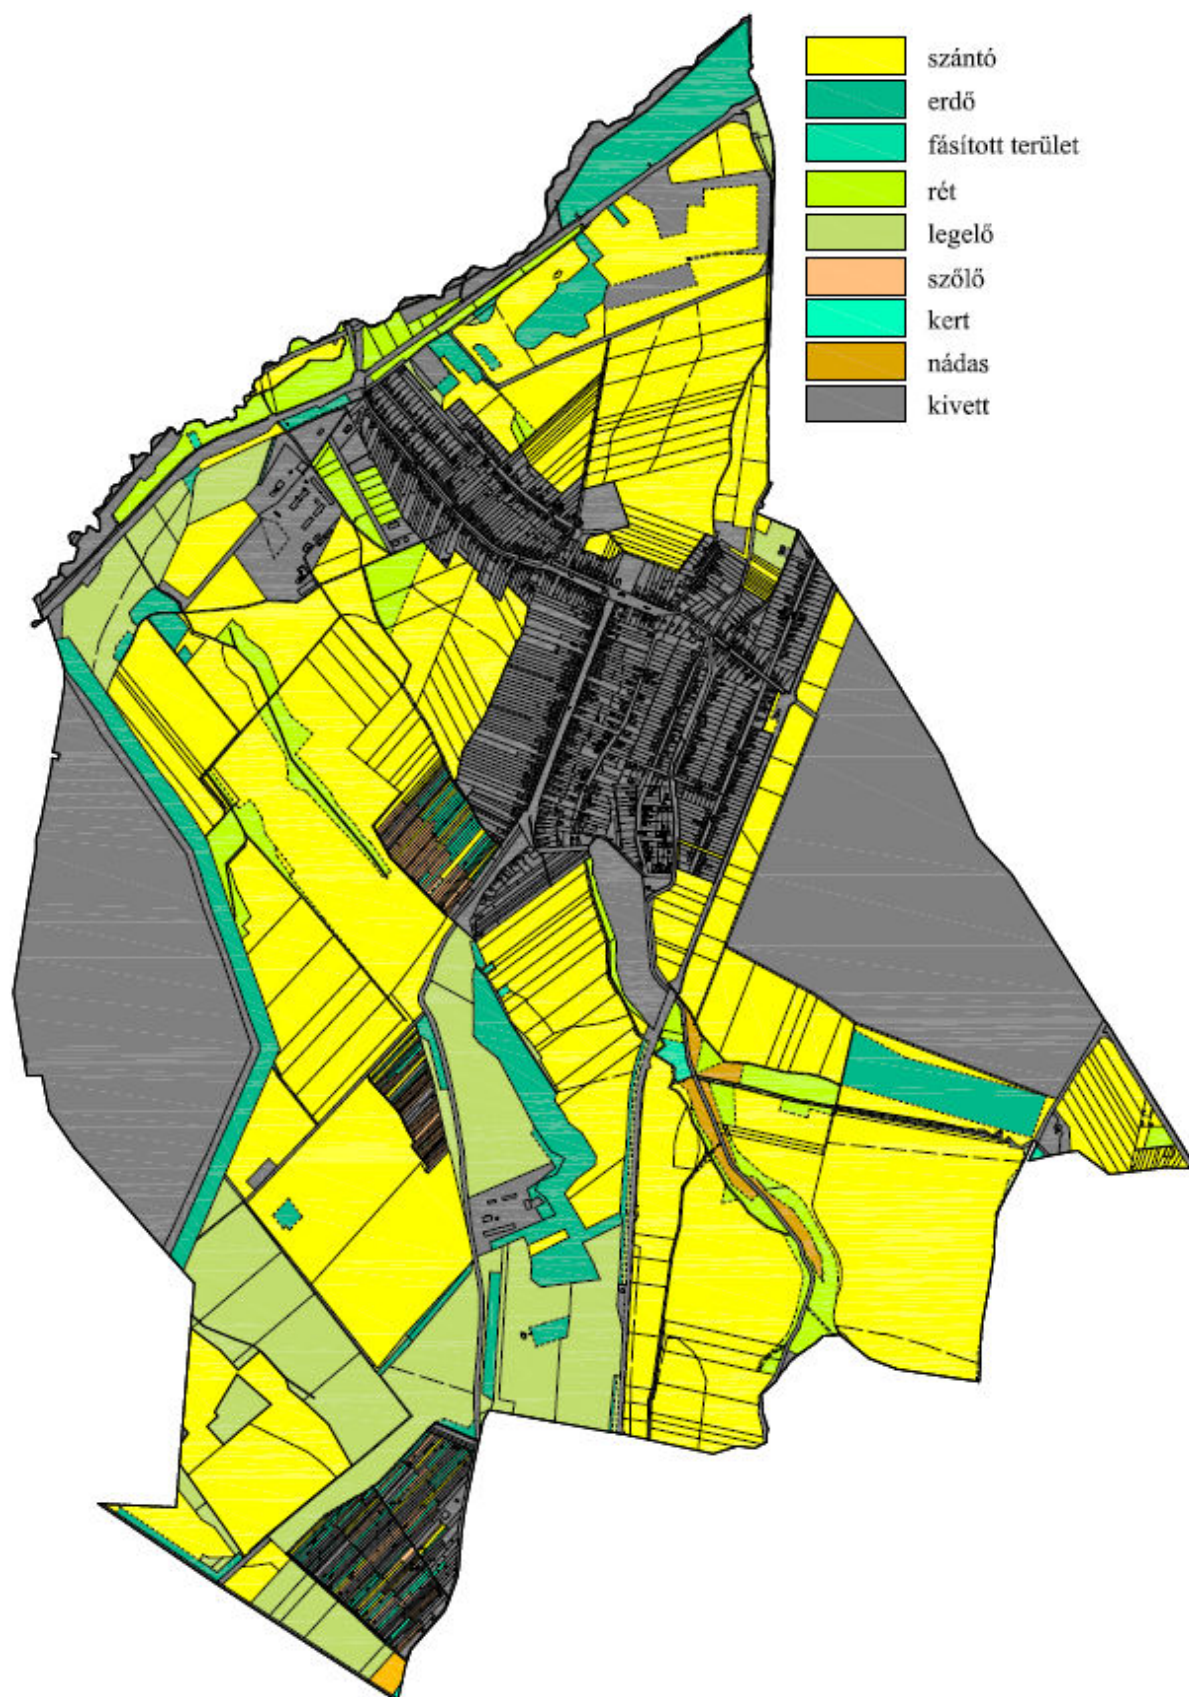 szántó
erdő
fásított terület
rét
legelő
szőlő
kert
nádas
kivett